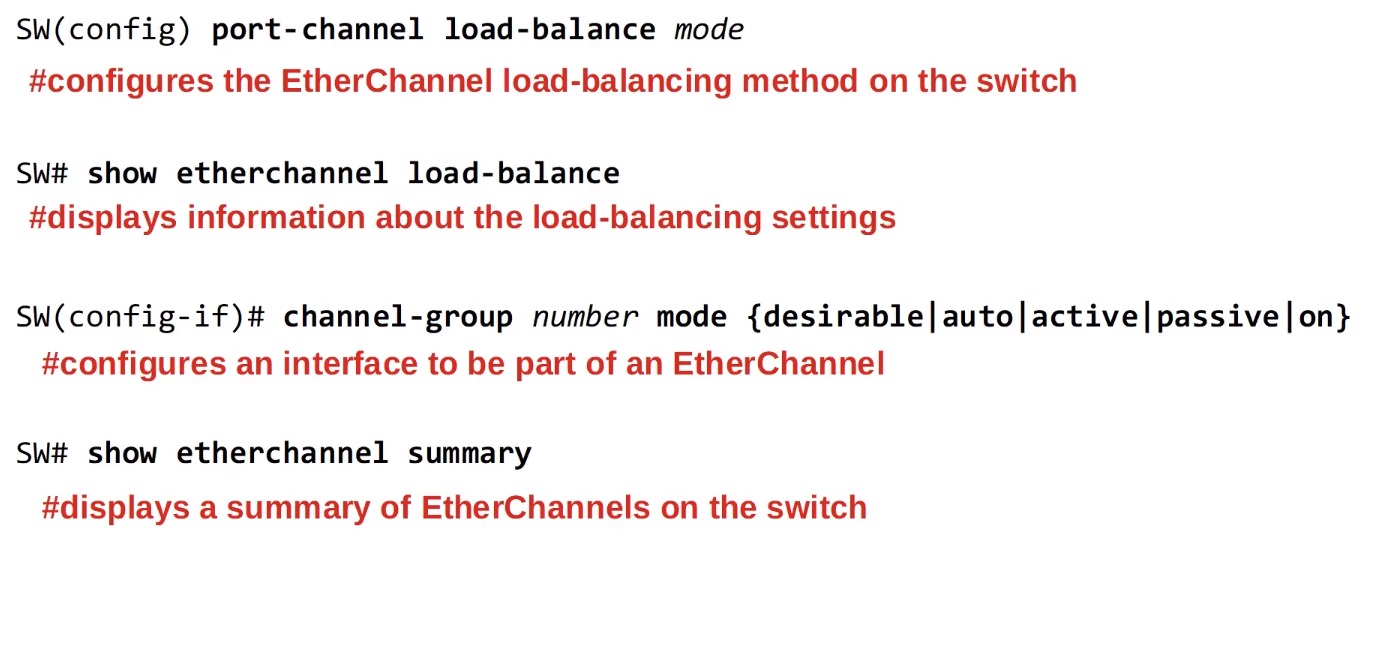 SW(config) port-channel load-balance mode
#configures the EtherChannel load-balancing method on the switch
SW# show etherchannel load-balance
#displays information about the load-balancing settings
SW(config-if)# channel-group number mode {desirable|auto|active|passive|on}
#configures an interface to be part of an EtherChannel
SW# show etherchannel summary
#displays a summary of EtherChannels on the switch